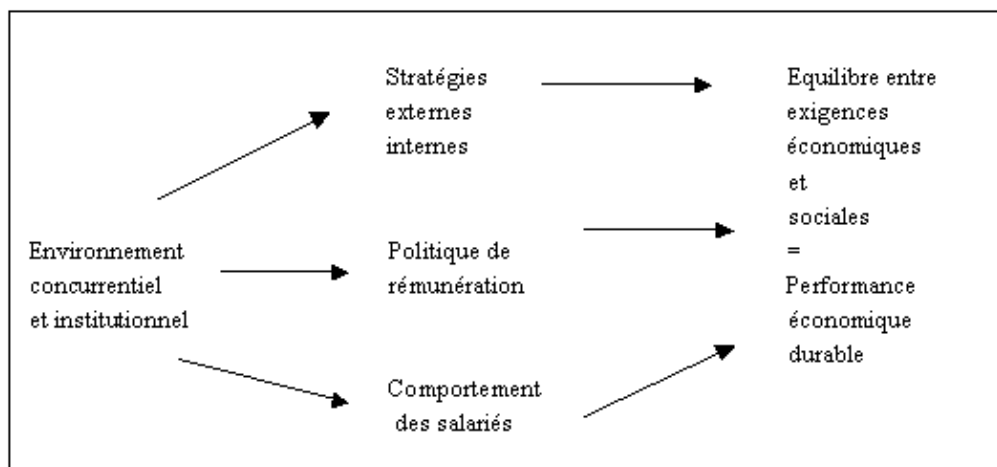 Stratégies
externes
internes
Equilibre entre
exigences
économiques
et
sociales
=
Performance
économique
durable
Environnement
concurrentiel
et institutionnel
Politique de
rémunération
Comportement
des salariés